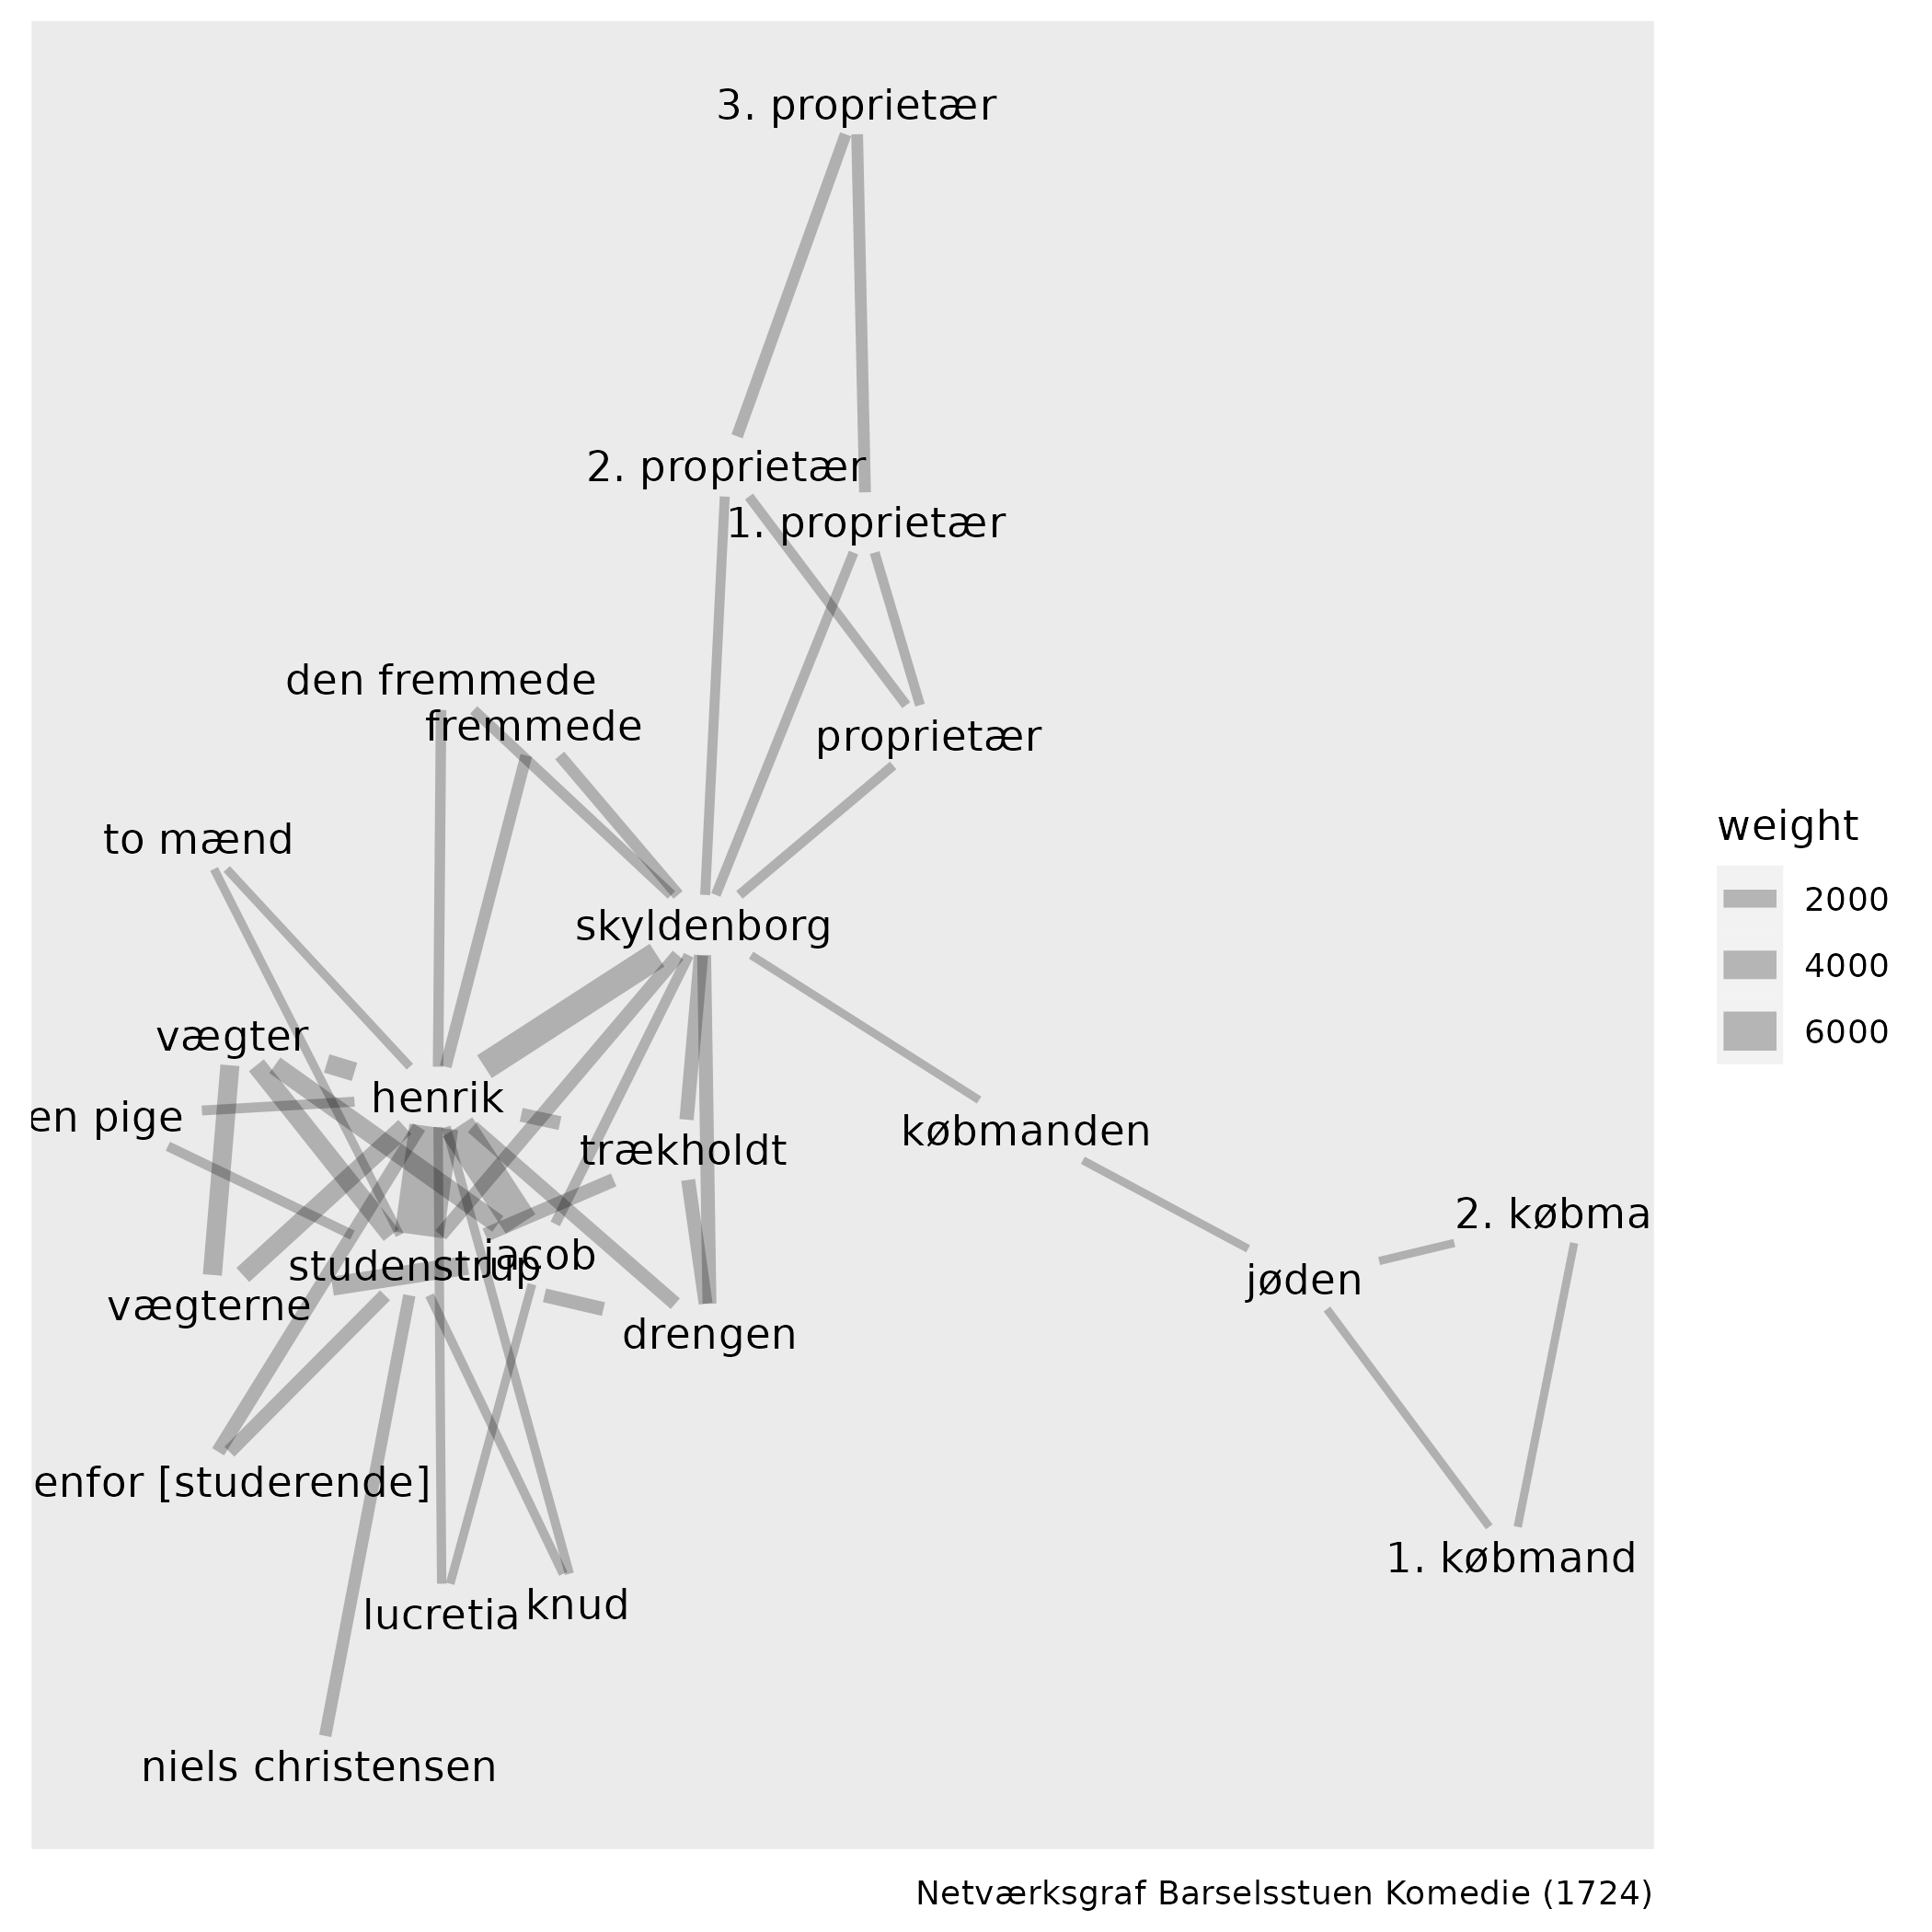 3. proprietær
2. proprietær
1. proprietær
den fremmede
fremmede
proprietær
to mænd
weight
2000
skyldenborg
4000
vægter
6000
henrik
en pige
købmanden
trækholdt
2. købma
jacob
studenstrup
jøden
vægterne
drengen
enfor [studerende]
1. købmand
lucretia
knud
niels christensen
Netværksgraf Barselsstuen Komedie (1724)